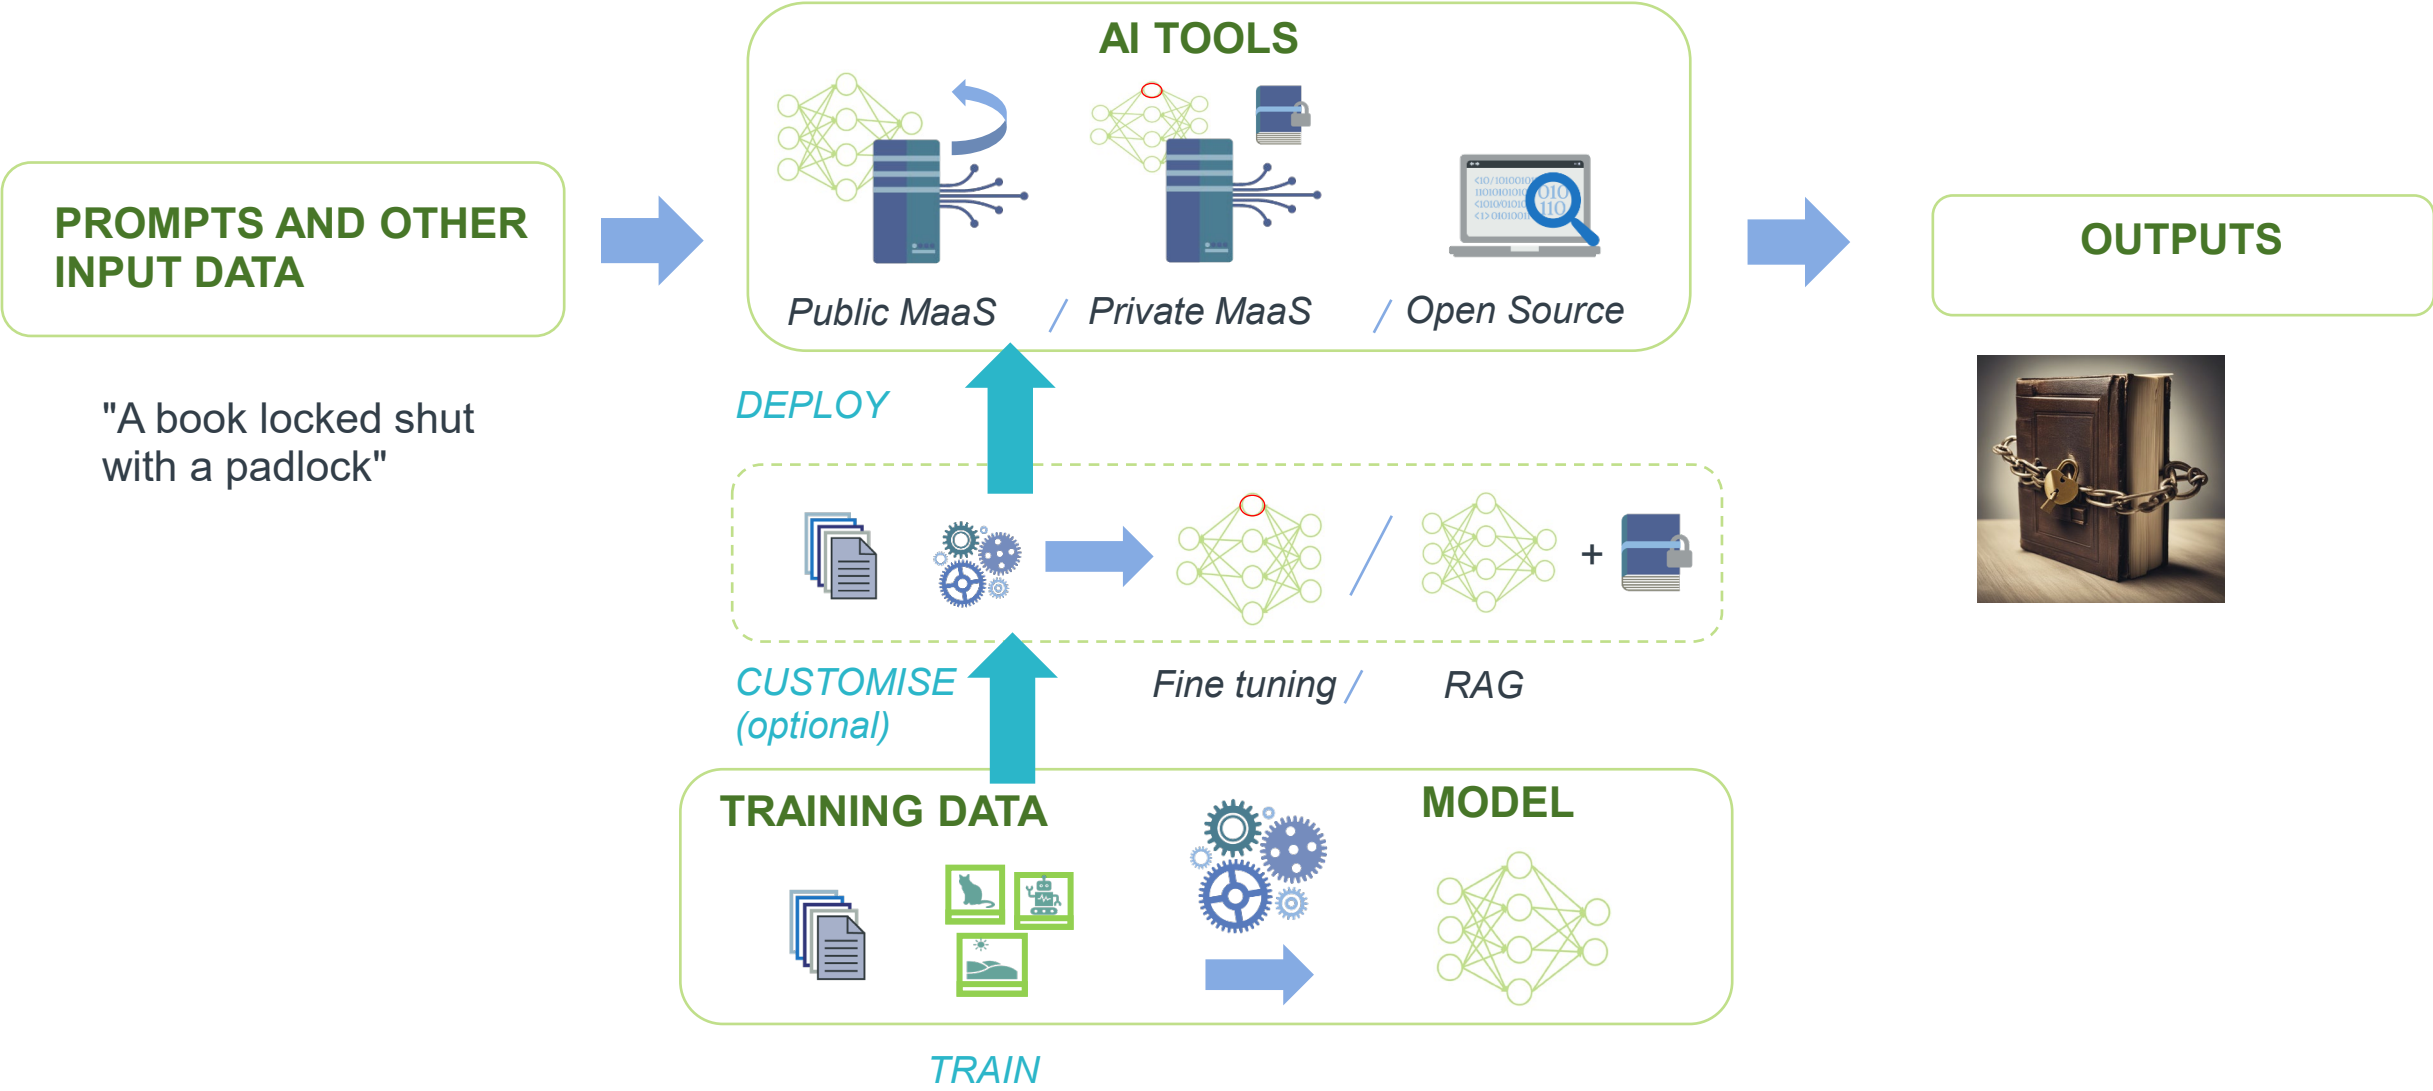 AI TOOLS
PROMPTS AND OTHER
INPUT DATA
OUTPUTS
Public MaaS / Private MaaS / Open Source
"A book locked shut
with a padlock"
DEPLOY
+
CUSTOMISE
(optional)
Fine tuning / RAG
TRAINING DATA
MODEL
TRAIN